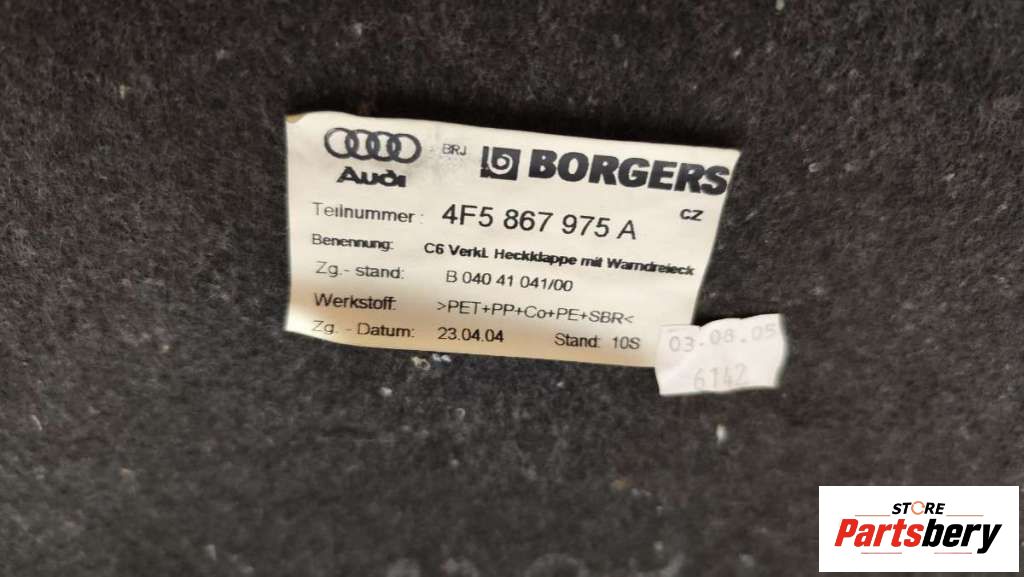 Audi
BRJ
BORGERS
CZ
Teilnummer: 4F5 867 975 A
Benennung: C6 Verkl. Heckklappe mit Warndreieck
Zg.- stand: B 040 41 041/00
Werkstoff: >PET+PP+Co+PE+SBR<
Zg. - Datum: 23.04.04 Stand: 10S
03.08.05
6142
STORE
Partsbery